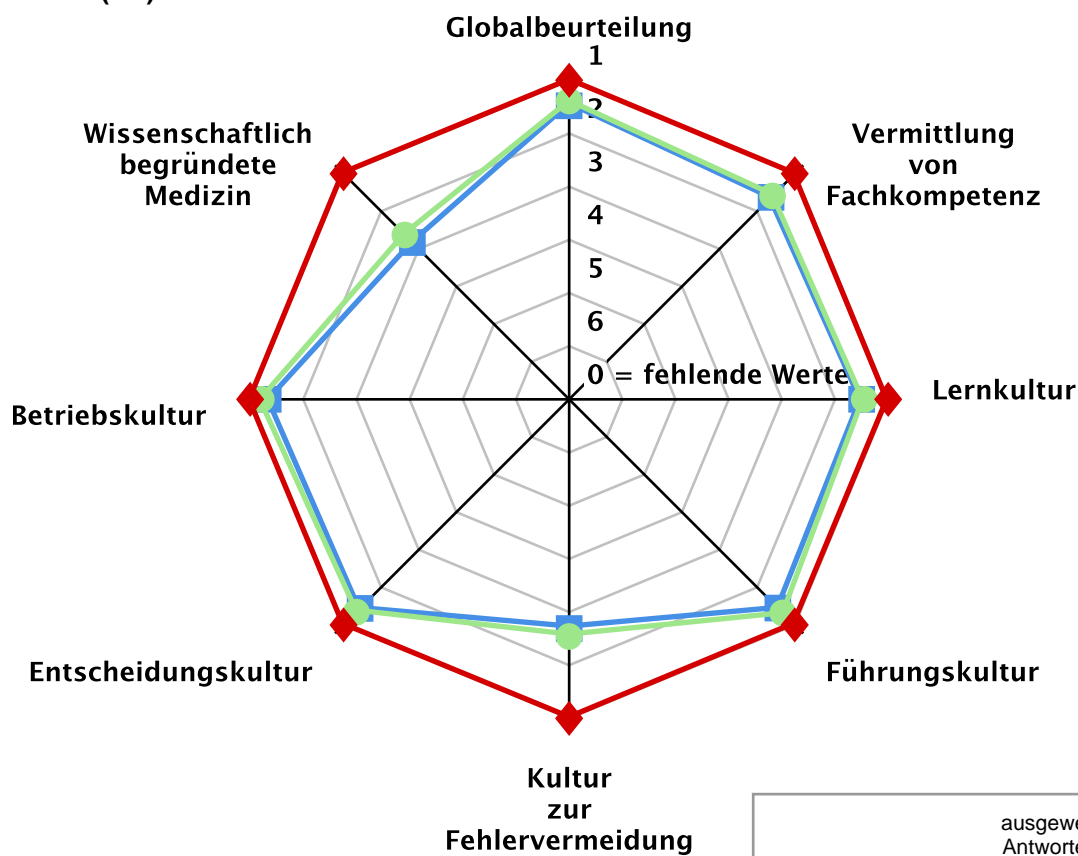 Globalbeurteilung
1
2
3
4
5
6
0 = fehlende Werte
Vermittlung
von
Fachkompetenz
Lernkultur
Führungskultur
Kultur
zur
Fehlervermeidung
Entscheidungskultur
Betriebskultur
Wissenschaftlich
begründete
Medizin